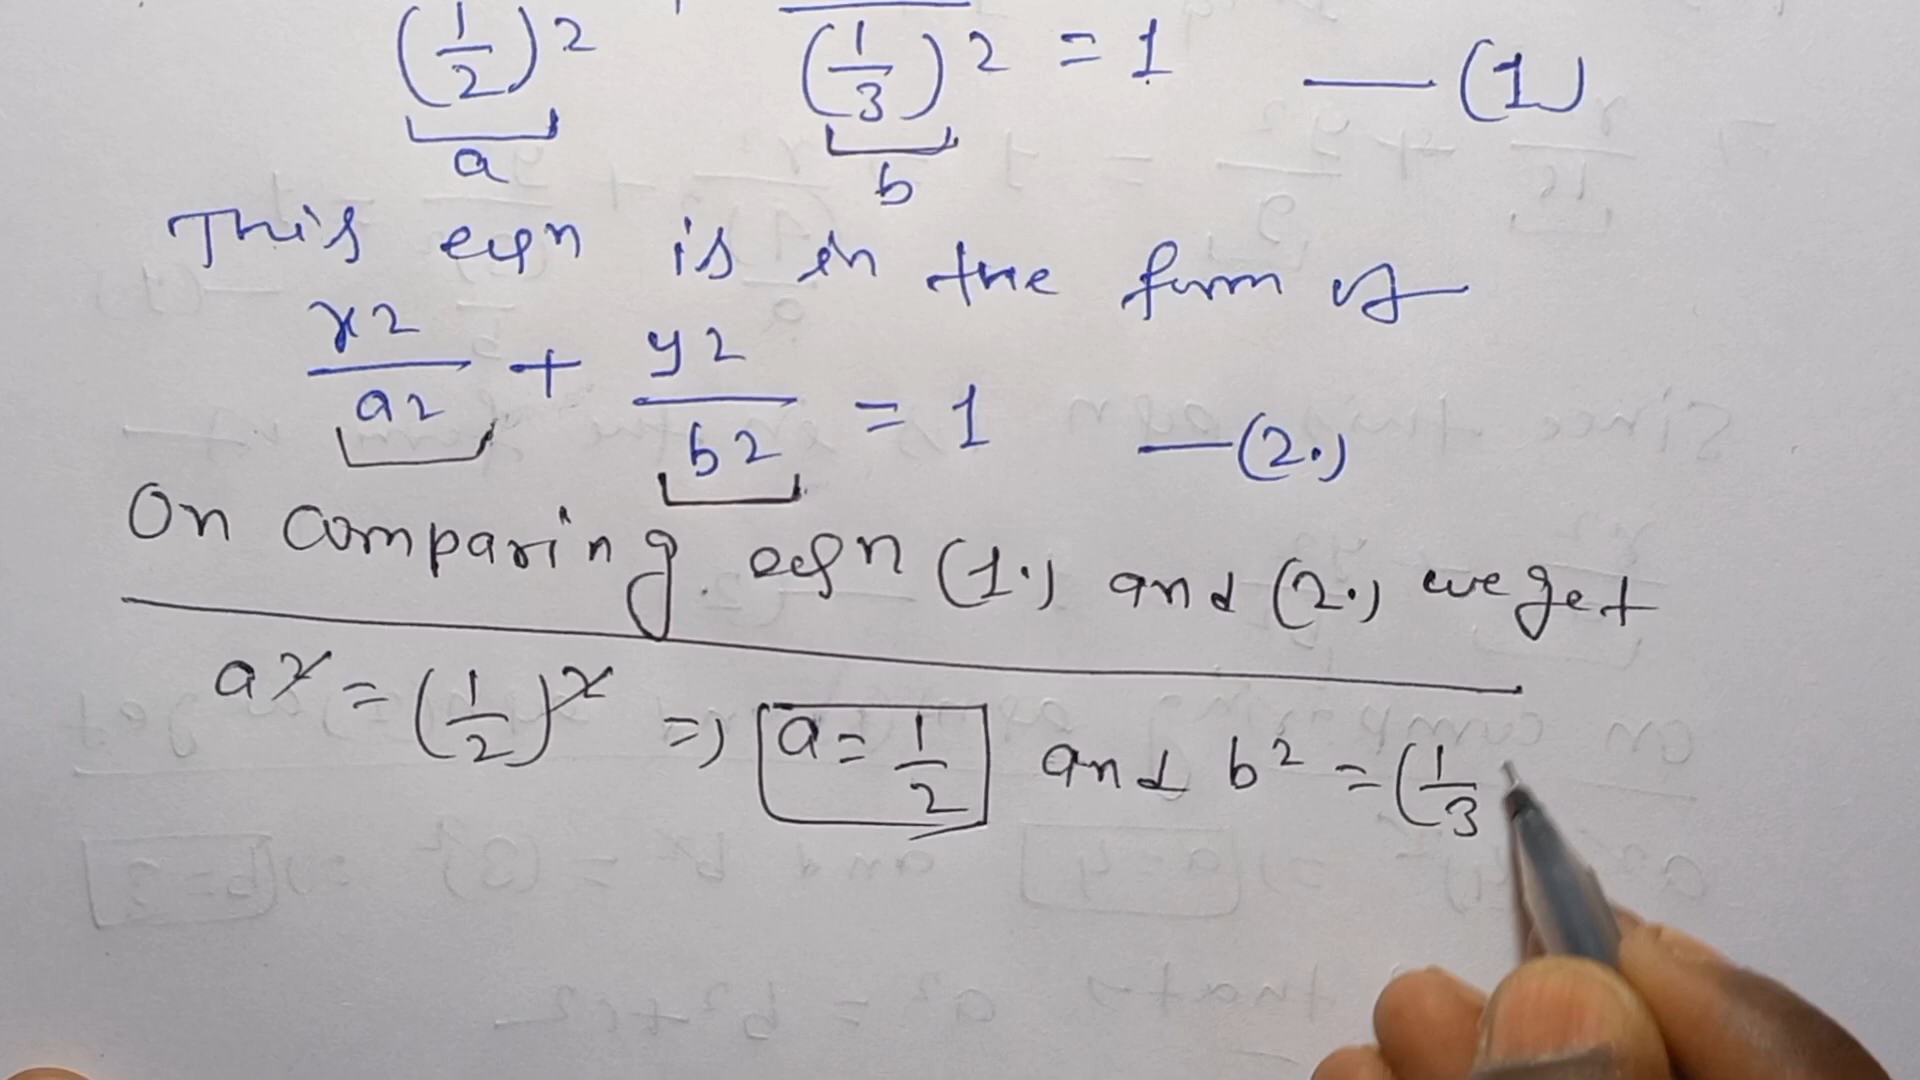 (1/2)2 (1/3)2 = 1 —(1)
a b
This eqn is in the form of
x2/a2 + y2/b2 = 1 —(2.)
On comparing eqn (1.) and (2.) we get
a2 = (1/2)2 => a = 1/2 and b2 = (1/3